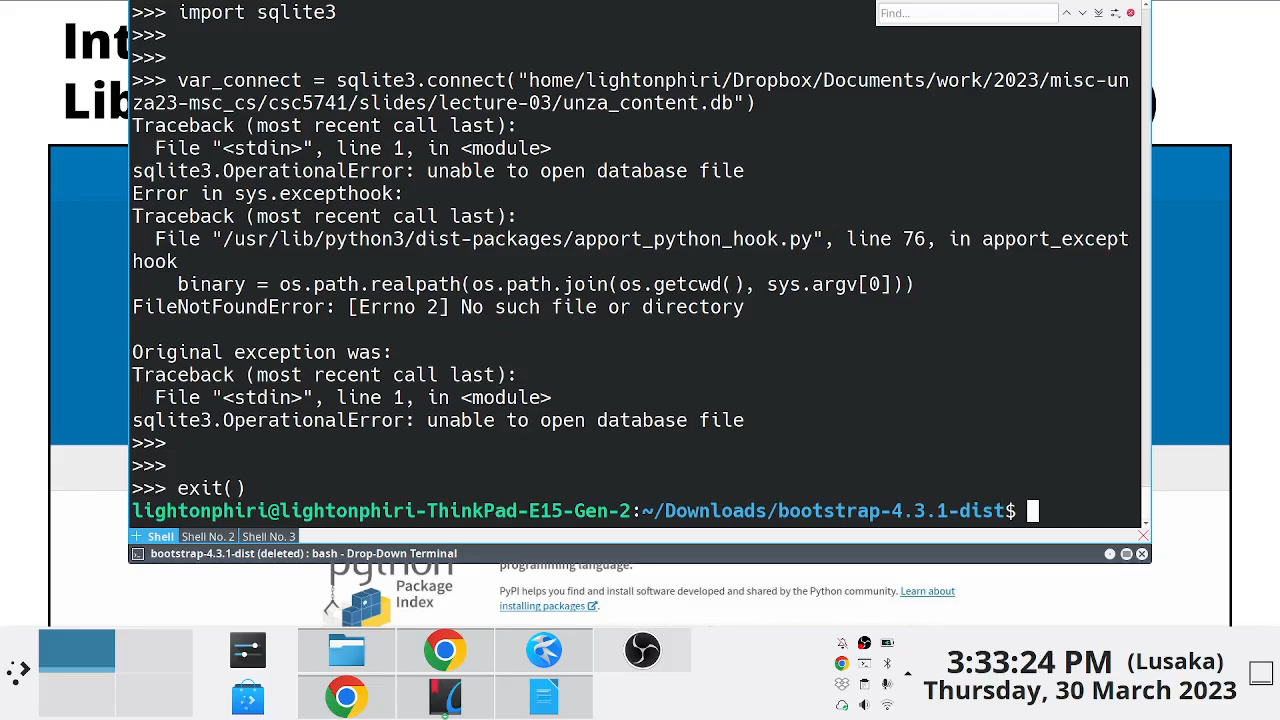 Int
Lib
>>> import sqlite3
Find...
>>>
>>>
>>> var_connect = sqlite3.connect("home/lightonphiri/Dropbox/Documents/work/2023/misc-un
za23-msc_cs/csc5741/slides/lecture-03/unza_content.db")
Traceback (most recent call last):
  File "<stdin>", line 1, in <module>
sqlite3.OperationalError: unable to open database file
Error in sys.excepthook:
Traceback (most recent call last):
  File "/usr/lib/python3/dist-packages/apport_python_hook.py", line 76, in apport_except
hook
    binary = os.path.realpath(os.path.join(os.getcwd(), sys.argv[0]))
FileNotFoundError: [Errno 2] No such file or directory
Original exception was:
Traceback (most recent call last):
  File "<stdin>", line 1, in <module>
sqlite3.OperationalError: unable to open database file
>>>
>>>
>>> exit()
lightonphiri@lightonphiri-ThinkPad-E15-Gen-2:~/Downloads/bootstrap-4.3.1-dist$
Shell Shell No. 2 Shell No. 3
bootstrap-4.3.1-dist (deleted) : bash - Drop-Down Terminal
python
Package
Index
programming language.
PyPI helps you find and install software developed and shared by the Python community. Learn about
installing packages
3:33:24 PM (Lusaka)
Thursday, 30 March 2023